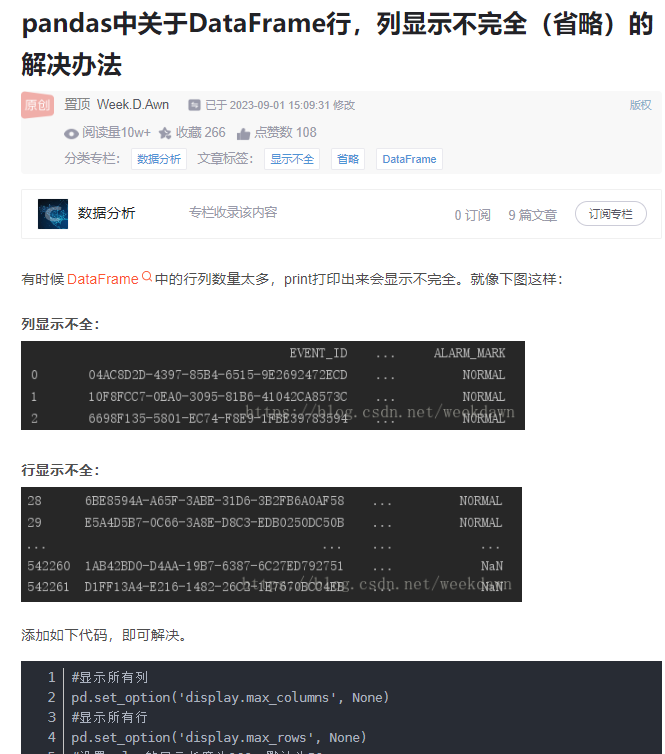 pandas中关于DataFrame行，列显示不完全（省略）的
解决办法
原创 置顶 Week.D.Awn 已于 2023-09-01 15:09:31 修改 版权
阅读量10w+ 收藏 266 点赞数 108
分类专栏： 数据分析 文章标签： 显示不全 省略 DataFrame
数据分析 专栏收录该内容 0 订阅 9 篇文章 订阅专栏
有时候DataFrame中的行列数量太多，print打印出来会显示不完全。就像下图这样：
列显示不全：
EVENT_ID ... ALARM_MARK
0 04AC8D2D-4397-85B4-6515-9E2692472ECD ... NORMAL
1 10F8FCC7-0EA0-3095-81B6-41042CA8573C ... NORMAL
2 6698F135-5801-EC74-F8E9-1FBE39783594 ... NORMAL
https://blog.csdn.net/weekdawn
行显示不全：
28 6BE8594A-A65F-3ABE-31D6-3B2FB6A0AF58 ... NORMAL
29 E5A4D5B7-0C66-3A8E-D8C3-EDB0250DC50B ... NORMAL
... ... ... ...
542260 1AB42BD0-D4AA-19B7-6387-6C27ED792751 ... NaN
542261 D1FF13A4-E216-1482-26C2-1E7670BCC4EB ... NaN
https://blog.csdn.net/weekdawn
添加如下代码，即可解决。
1 #显示所有列
2 pd.set_option('display.max_columns', None)
3 #显示所有行
4 pd.set_option('display.max_rows', None)